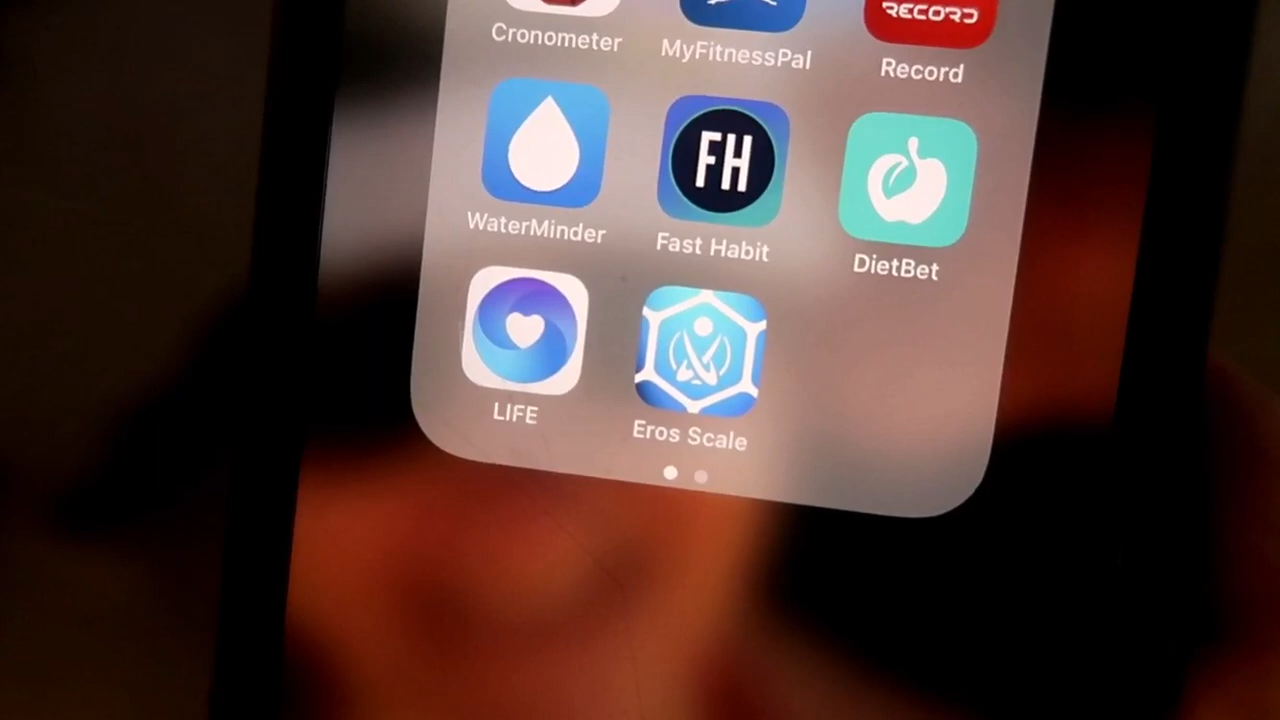 RECORD
Cronometer
MyFitnessPal
Record
FH
WaterMinder
Fast Habit
DietBet
LIFE
Eros Scale